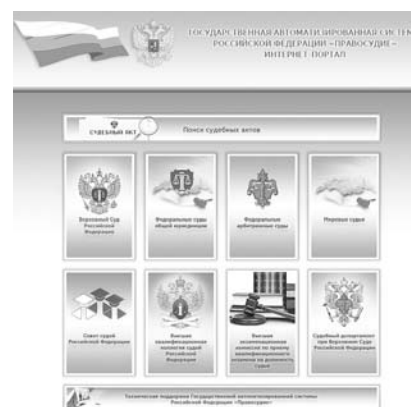 ГОСУДАРСТВЕННАЯ АВТОМАТИЗИРОВАННАЯ СИСТЕМ
РОССИЙСКОЙ ФЕДЕРАЦИИ «ПРАВОСУДИЕ»
ИНТЕРНЕТ-ПОРТАЛ
СУДЕБНЫЙ АКТ
Поиск судебных актов
Верховный Суд
Российской
Федерации
Федеральные суды
общей юрисдикции
Федеральные
арбитражные суды
Мировые судьи
Совет судей
Российской Федерации
Высшая
квалификационная
коллегия судей
Российской
Федерации
Высшая
экзаменационная
комиссия по приему
квалификационного
экзамена на должность
судьи
Судебный департамент
при Верховном Суде
Российской Федерации
Техническая поддержка Государственной автоматизированной системы
Российской Федерации «Правосудие»